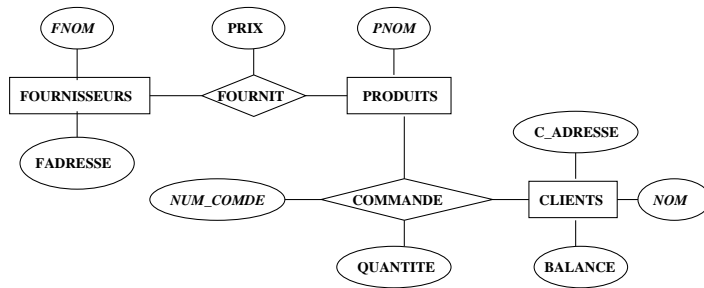 FNOM
PRIX
PNOM
FOURNISSEURS
FOURNIT
PRODUITS
FADRESSE
C_ADRESSE
NUM_COMDE
COMMANDE
CLIENTS
NOM
QUANTITE
BALANCE